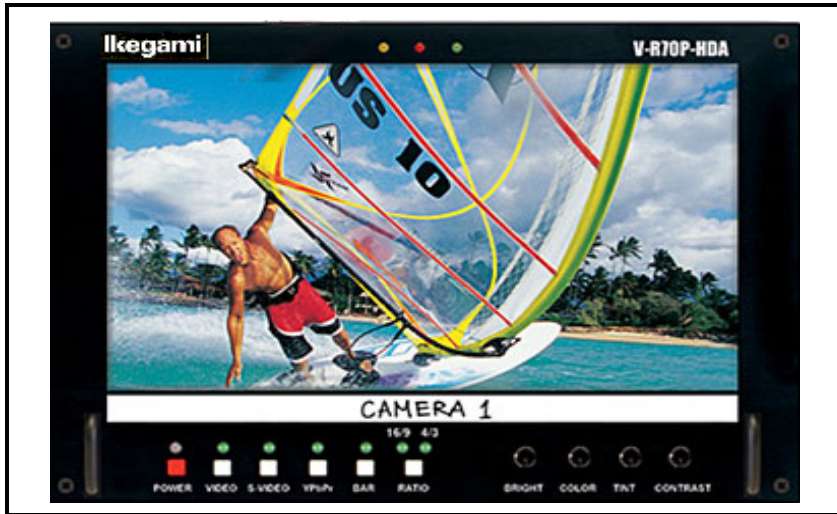 Ikegami
V-R70P-HDA
US 10
CAMERA 1
16/9 4/3
POWER VIDEO S-VIDEO YPbPr BAR RATIO
BRIGHT COLOR TINT CONTRAST